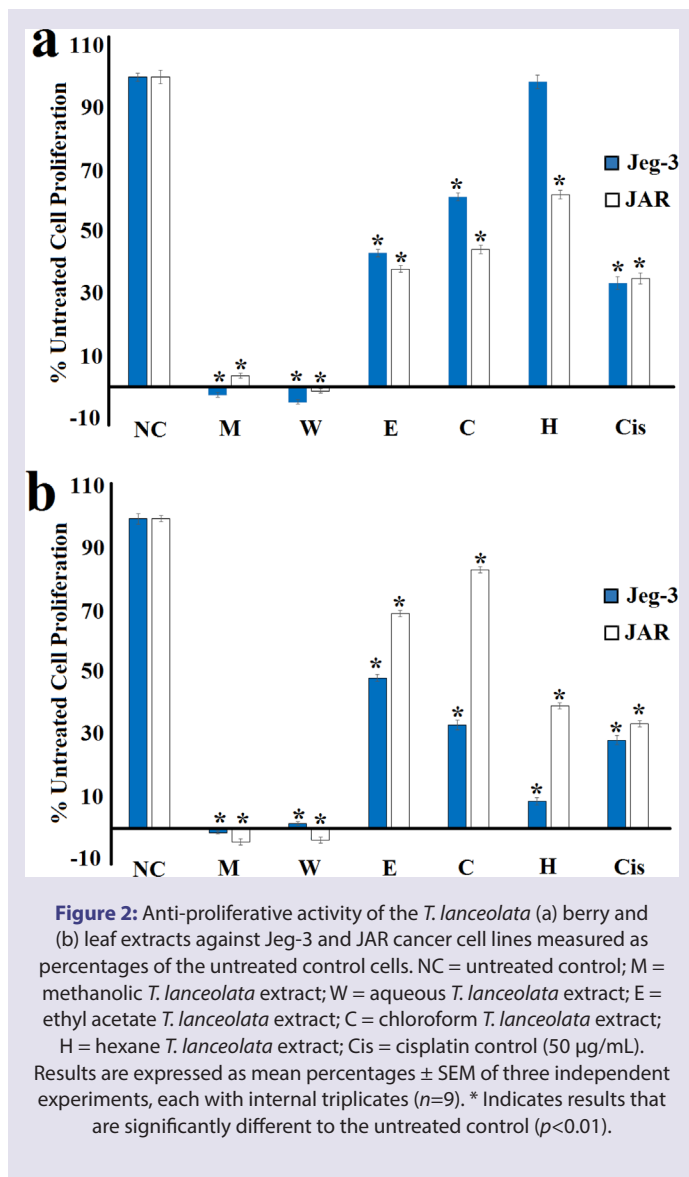 a
110
90
70
50
30
10
-10
% Untreated Cell Proliferation
Jeg-3
JAR
* * * * * * * * * * *
NC M W E C H Cis
b
110
90
70
50
30
10
-10
% Untreated Cell Proliferation
Jeg-3
JAR
* * * * * * * * * * * *
NC M W E C H Cis
Figure 2: Anti-proliferative activity of the T. lanceolata (a) berry and
(b) leaf extracts against Jeg-3 and JAR cancer cell lines measured as
percentages of the untreated control cells. NC = untreated control; M =
methanolic T. lanceolata extract; W = aqueous T. lanceolata extract; E =
ethyl acetate T. lanceolata extract; C = chloroform T. lanceolata extract;
H = hexane T. lanceolata extract; Cis = cisplatin control (50 μg/mL).
Results are expressed as mean percentages ± SEM of three independent
experiments, each with internal triplicates (n=9). * Indicates results that
are significantly different to the untreated control (p<0.01).